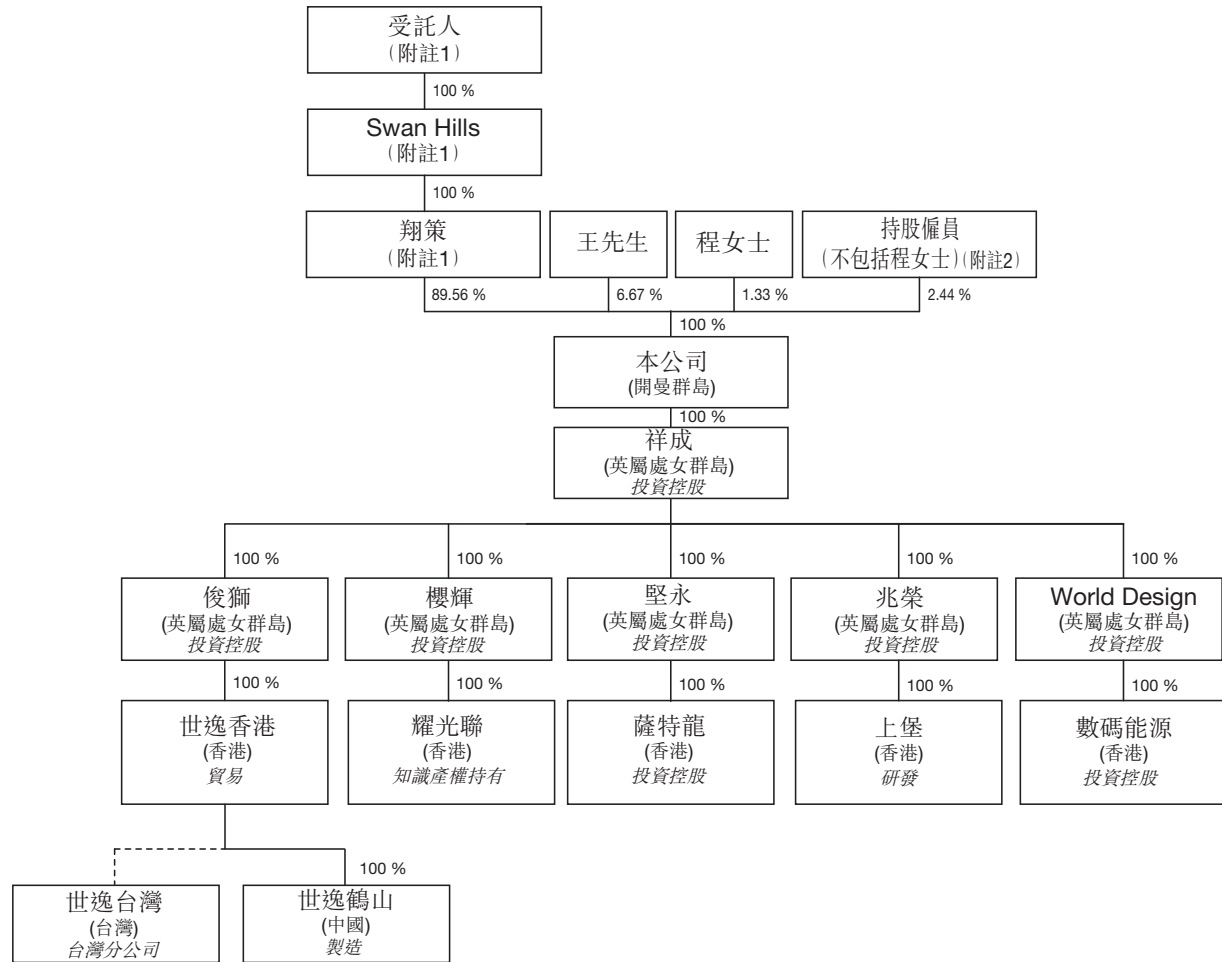 受託人
（附註1）
100 %
Swan Hills
（附註1）
100 %
翔策
（附註1）
王先生
程女士
持股僱員
（不包括程女士）（附註2）
89.56 %
6.67 %
1.33 %
2.44 %
100 %
本公司
(開曼群島)
100 %
祥成
(英屬處女群島)
投資控股
100 %
100 %
100 %
100 %
100 %
俊獅
(英屬處女群島)
投資控股
櫻輝
(英屬處女群島)
投資控股
堅永
(英屬處女群島)
投資控股
兆榮
(英屬處女群島)
投資控股
World Design
(英屬處女群島)
投資控股
100 %
100 %
100 %
100 %
100 %
世逸香港
(香港)
貿易
耀光聯
(香港)
知識產權持有
薩特龍
(香港)
投資控股
上堡
(香港)
研發
數碼能源
(香港)
投資控股
100 %
世逸台灣
(台灣)
台灣分公司
世逸鶴山
(中國)
製造